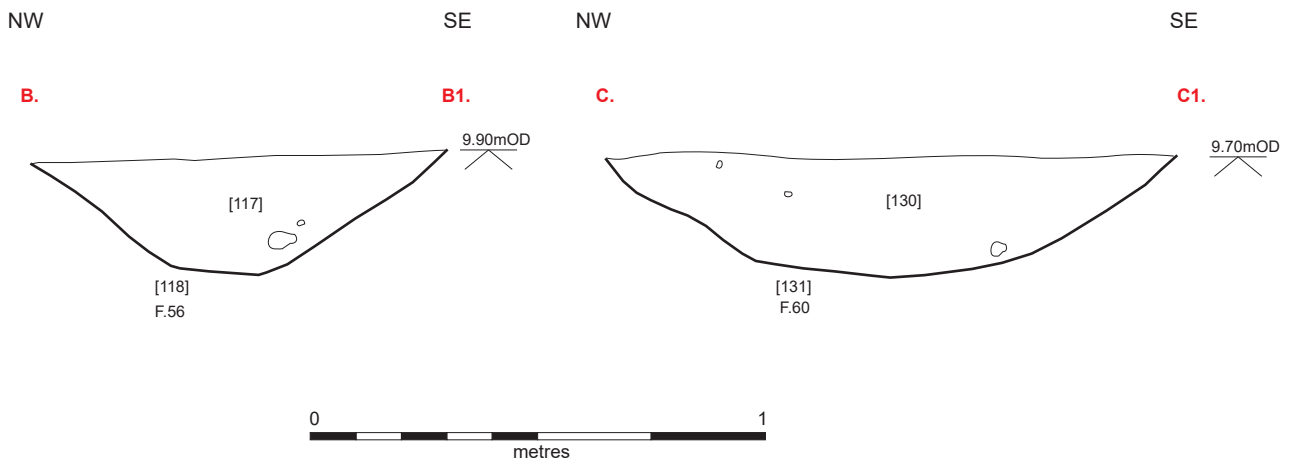 NW
SE
B.
B1.
9.90mOD
[117]
[118]
F.56
NW
SE
C.
C1.
9.70mOD
[130]
[131]
F.60
0
1
metres